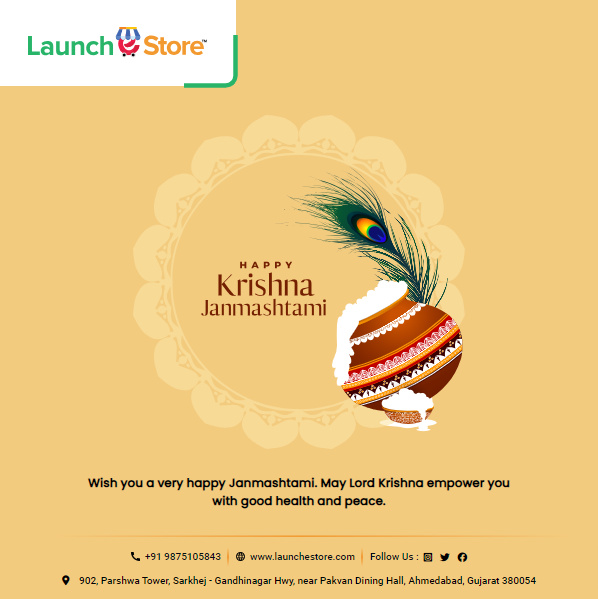 Launch e Store™
HAPPY
Krishna
Janmashtami
Wish you a very happy Janmashtami. May Lord Krishna empower you
with good health and peace.
+91 9875105843 www.launchestore.com Follow Us :
902, Parshwa Tower, Sarkhej - Gandhinagar Hwy, near Pakvan Dining Hall, Ahmedabad, Gujarat 380054